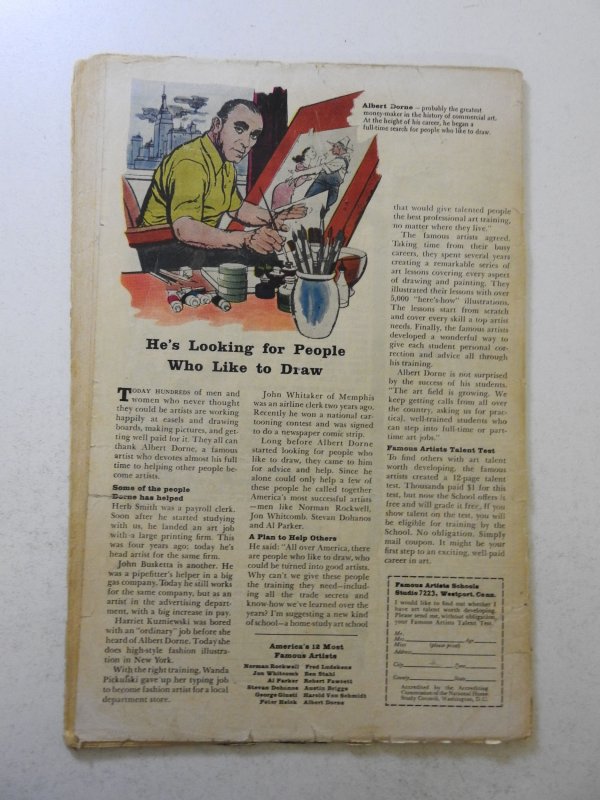 Albert Dorne – probably the greatest
money-maker in the history of commercial art.
At the height of his career, he began a
full-time search for people who like to draw.
He's Looking for People
Who Like to Draw
TODAY HUNDREDS of men and
women who never thought
they could be artists are working
happily at easels and drawing
boards, making pictures, and get-
ting well paid for it. They all can
thank Albert Dorne, a famous
artist who devotes almost his full
time to helping other people be-
come artists.
Some of the people
Dorne has helped
Herb Smith was a payroll clerk.
Soon after he started studying
with us, he landed an art job
with a large printing firm. This
was four years ago; today he's
head artist for the same firm.
John Busketta is another. He
was a pipefitter's helper in a big
gas company. Today he still works
for the same company, but as an
artist in the advertising depart-
ment, with a big increase in pay.
Harriet Kuzniewski was bored
with an "ordinary" job before she
heard of Albert Dorne. Today she
does high-style fashion illustra-
tion in New York.
With the right training, Wanda
Pickulski gave up her typing job
to become fashion artist for a local
department store.
John Whitaker of Memphis
was an airline clerk two years ago.
Recently he won a national car-
tooning contest and was signed
to do a newspaper comic strip.
Long before Albert Dorne
started looking for people who
like to draw, they came to him
for advice and help. Since he
alone could only help a few of
these people he called together
America's most successful artists
—men like Norman Rockwell,
Jon Whitcomb, Stevan Dohanos
and Al Parker.
A Plan to Help Others
He said: "All over America, there
are people who like to draw, who
could be turned into good artists.
Why can't we give these people
the training they need—includ-
ing all the trade secrets and
know-how we've learned over the
years? I'm suggesting a new kind
of school—a home-study art school
America's 12 Most
Famous Artists
Norman Rockwell Fred Ludekens
Jon Whitcomb Ben Stahl
Al Parker Robert Fawcett
Stevan Dohanos Austin Briggs
George Giusti Harold Von Schmidt
Peter Helck Albert Dorne
that would give talented people
the best professional art training,
no matter where they live."
The famous artists agreed.
Taking time from their busy
careers, they spent several years
creating a remarkable series of
art lessons covering every aspect
of drawing and painting. They
illustrated their lessons with over
5,000 "here's-how" illustrations.
The lessons start from scratch
and cover every skill a top artist
needs. Finally, the famous artists
developed a wonderful way to
give each student personal cor-
rection and advice all through
his training.
Albert Dorne is not surprised
by the success of his students.
"The art field is growing. We
keep getting calls from all over
the country, asking us for prac-
tical, well-trained students who
can step into full-time or part-
time art jobs."
Famous Artists Talent Test
To find others with art talent
worth developing, the famous
artists created a 12-page talent
test. Thousands paid $1 for this
test, but now the School offers is
free and will grade it free. If you
show talent on the test, you will
be eligible for training by the
School. No obligation. Simply
mail coupon. It might be your
first step to an exciting, well-paid
career in art.
Famous Artists Schools
Studio 7223, Westport, Conn.
I would like to find out whether I
have art talent worth developing.
Please send me, without obligation,
your Famous Artists Talent Test.
Mr.
Mrs. Age
Miss (please print)
Address
City Zone
County State
Accredited by the Accrediting
Commission of the National Home
Study Council, Washington, D.C.